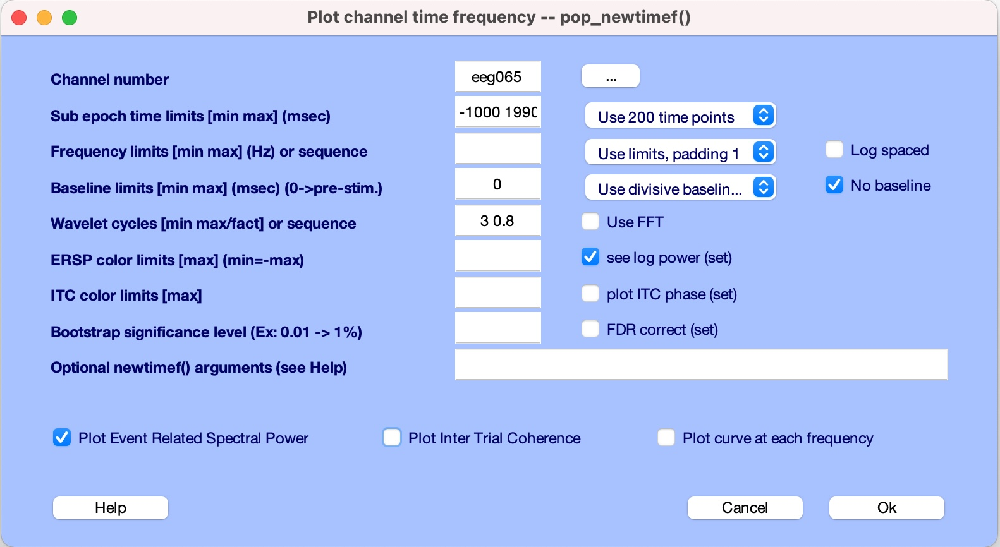 Plot channel time frequency -- pop_newtimef()
Channel number eeg065 ...
Sub epoch time limits [min max] (msec) -1000 1990 Use 200 time points
Frequency limits [min max] (Hz) or sequence Use limits, padding 1 Log spaced
Baseline limits [min max] (msec) (0->pre-stim.) 0 Use divisive baselin... No baseline
Wavelet cycles [min max/fact] or sequence 3 0.8 Use FFT
ERSP color limits [max] (min=-max) see log power (set)
ITC color limits [max] plot ITC phase (set)
Bootstrap significance level (Ex: 0.01 -> 1%) FDR correct (set)
Optional newtimef() arguments (see Help)
Plot Event Related Spectral Power Plot Inter Trial Coherence Plot curve at each frequency
Help Cancel Ok